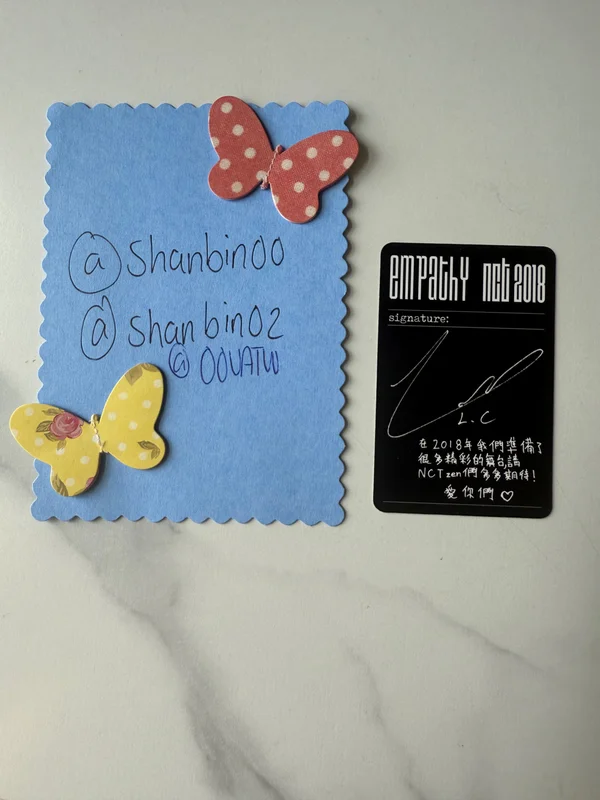 @shanbin00
@shanbin02
@00UATW
empathy nct 2018
signature:
L.C
在2018年我們準備了
很多精彩的舞台,請
NCTzen們多多期待!
愛你們♡